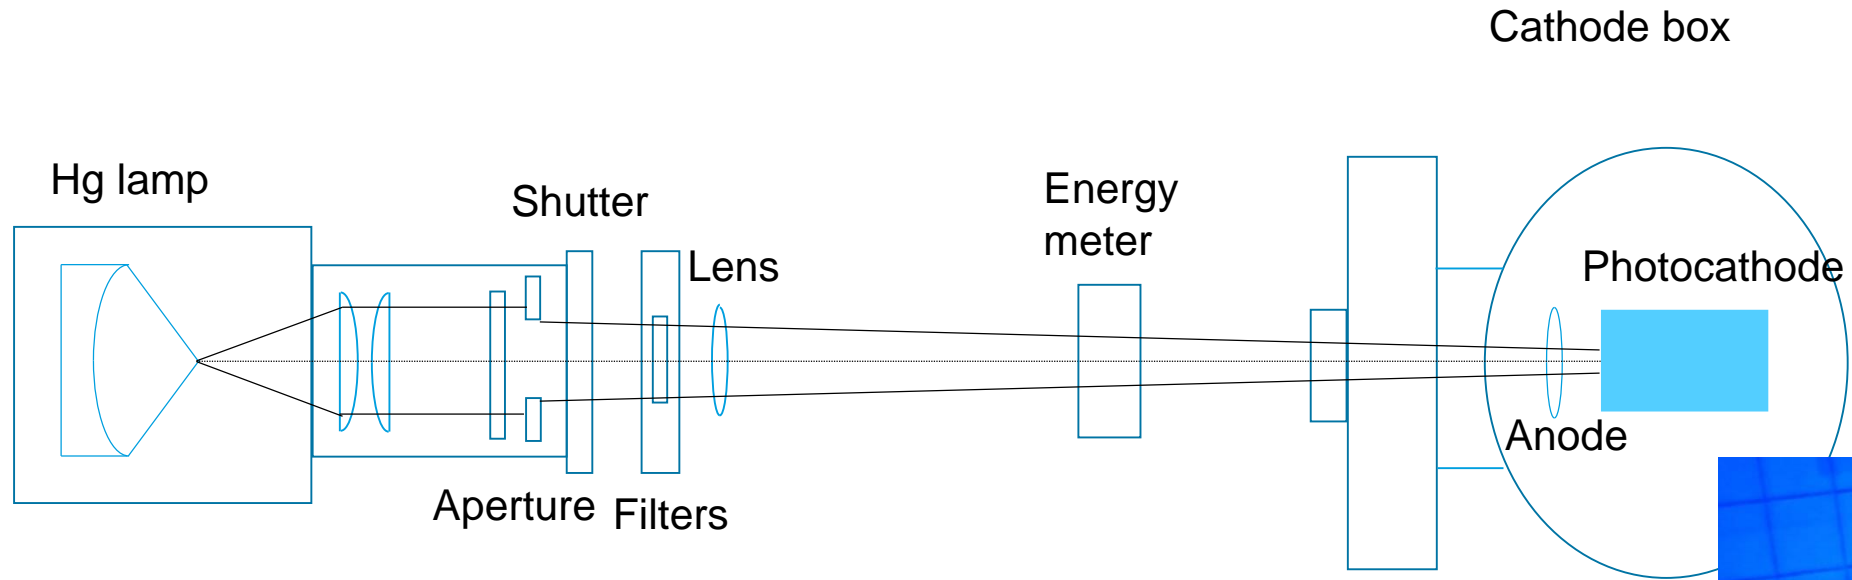 Cathode box
Hg lamp
Shutter
Energy
meter
Lens
Photocathode
Anode
Aperture
Filters